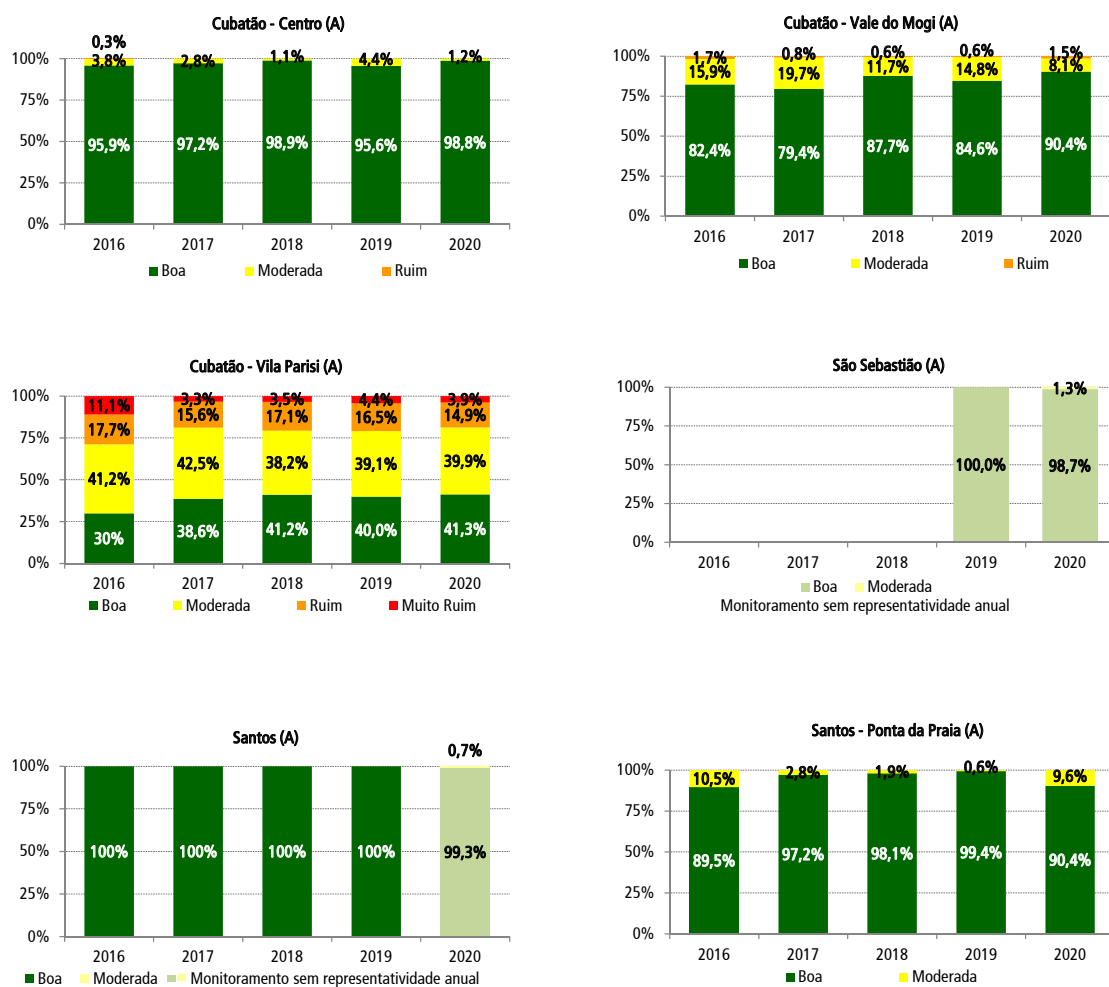 Cubatão - Centro (A)
0,3%
3,8% 2,8% 1,1% 4,4% 1,2%
100%
75%
50%
25%
0%
95,9% 97,2% 98,9% 95,6% 98,8%
2016 2017 2018 2019 2020
Boa Moderada Ruim
Cubatão - Vale do Mogi (A)
1,7% 0,8% 0,6% 0,6% 1,5%
15,9% 19,7% 11,7% 14,8% 8,1%
100%
75%
50%
25%
0%
82,4% 79,4% 87,7% 84,6% 90,4%
2016 2017 2018 2019 2020
Boa Moderada Ruim
Cubatão - Vila Parisi (A)
100%
75%
50%
25%
0%
11,1% 3,3% 3,5% 4,4% 3,9%
17,7% 15,6% 17,1% 16,5% 14,9%
41,2% 42,5% 38,2% 39,1% 39,9%
30% 38,6% 41,2% 40,0% 41,3%
2016 2017 2018 2019 2020
Boa Moderada Ruim Muito Ruim
São Sebastião (A)
100%
75%
50%
25%
0%
1,3%
100,0% 98,7%
2016 2017 2018 2019 2020
Boa Moderada
Monitoramento sem representatividade anual
Santos (A)
0,7%
100%
75%
50%
25%
0%
100% 100% 100% 100% 99,3%
2016 2017 2018 2019 2020
Boa Moderada Monitoramento sem representatividade anual
Santos - Ponta da Praia (A)
100%
75%
50%
25%
0%
10,5% 2,8% 1,9% 0,6% 9,6%
89,5% 97,2% 98,1% 99,4% 90,4%
2016 2017 2018 2019 2020
Boa Moderada